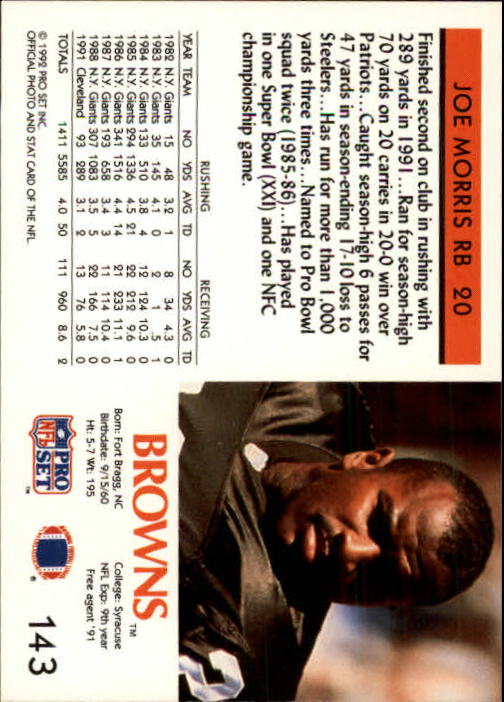 JOE MORRIS RB 20
Finished second on club in rushing with
289 yards in 1991...Ran for season-high
70 yards on 20 carries in 20-0 win over
Patriots...Caught season-high 6 passes for
47 yards in season-ending 17-10 loss to
Steelers...Has run for more than 1,000
yards three times...Named to Pro Bowl
squad twice (1985-86)...Has played
in one Super Bowl (XXI) and one NFC
championship game.
RUSHING RECEIVING
YEAR TEAM NO YDS AVG TD NO YDS AVG TD
1982 N.Y. Giants 15 48 3.2 1 8 34 4.3 0
1983 N.Y. Giants 35 145 4.1 0 2 1 .5 1
1984 N.Y. Giants 133 510 3.8 4 12 124 10.3 0
1985 N.Y. Giants 294 1336 4.5 21 22 212 9.6 0
1986 N.Y. Giants 341 1516 4.4 14 21 233 11.1 1
1987 N.Y. Giants 193 658 3.4 3 11 114 10.4 0
1988 N.Y. Giants 307 1083 3.5 5 22 166 7.5 0
1991 Cleveland 93 289 3.1 2 13 76 5.8 0
TOTALS 1411 5585 4.0 50 111 960 8.6 2
© 1992 PRO SET INC.
OFFICIAL PHOTO AND STAT CARD OF THE NFL
BROWNS™
Born: Fort Bragg, NC College: Syracuse
Birthdate: 9/15/60 NFL Exp: 9th year
Ht: 5-7 Wt: 195 Free agent '91
PRO
NFL SET
™
®
143